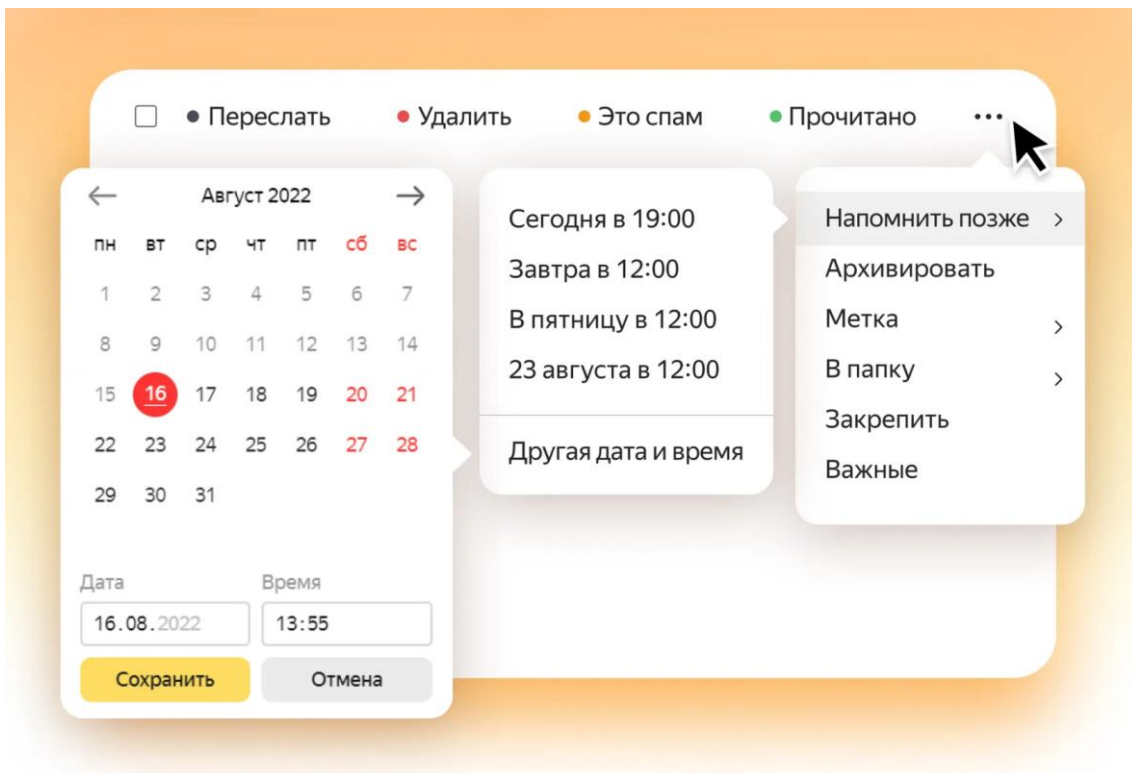 Переслать Удалить Это спам Прочитано ...
Август 2022
пн вт ср чт пт сб вс
1 2 3 4 5 6 7
8 9 10 11 12 13 14
15 16 17 18 19 20 21
22 23 24 25 26 27 28
29 30 31
Дата Время
16.08.2022 13:55
Сохранить Отмена
Сегодня в 19:00
Завтра в 12:00
В пятницу в 12:00
23 августа в 12:00
Другая дата и время
Напомнить позже
Архивировать
Метка
В папку
Закрепить
Важные